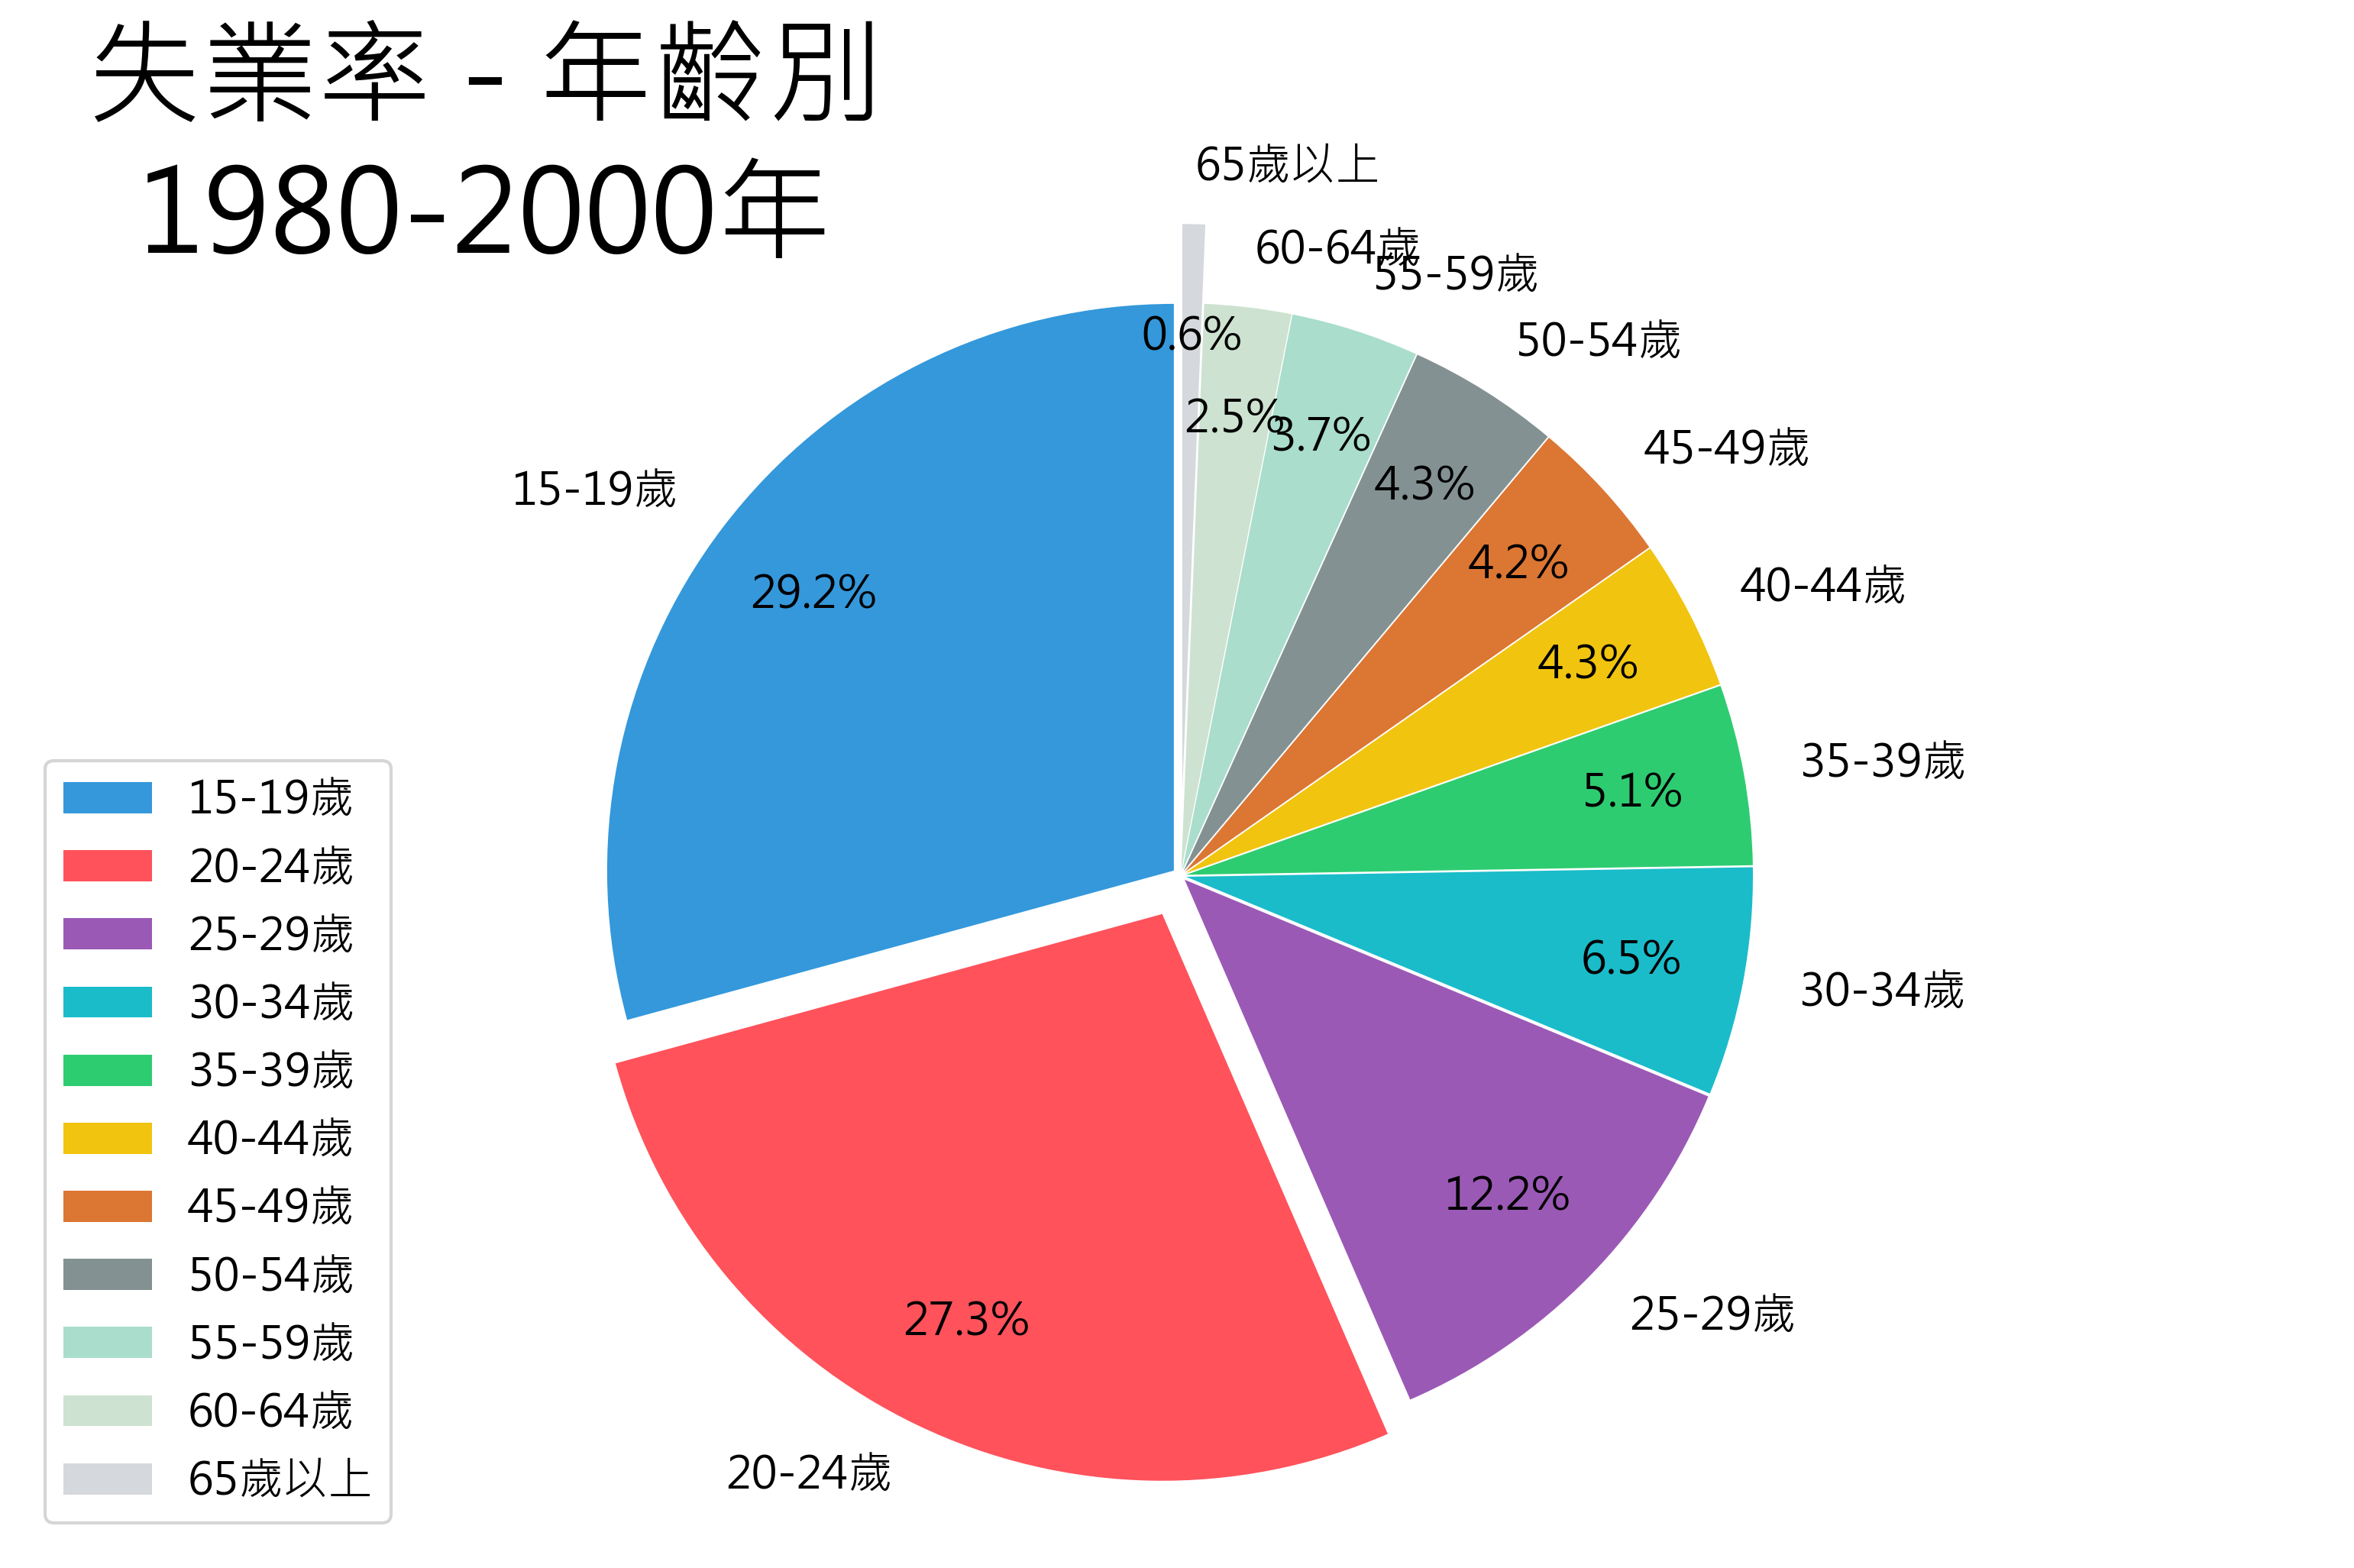 失業率 - 年齢別
1980-2000年
65歳以上
60-64歳
55-59歳
50-54歳
45-49歳
40-44歳
35-39歳
30-34歳
25-29歳
20-24歳
15-19歳
0.6%
2.5%
3.7%
4.3%
4.2%
4.3%
5.1%
6.5%
12.2%
27.3%
29.2%
15-19歳
20-24歳
25-29歳
30-34歳
35-39歳
40-44歳
45-49歳
50-54歳
55-59歳
60-64歳
65歳以上